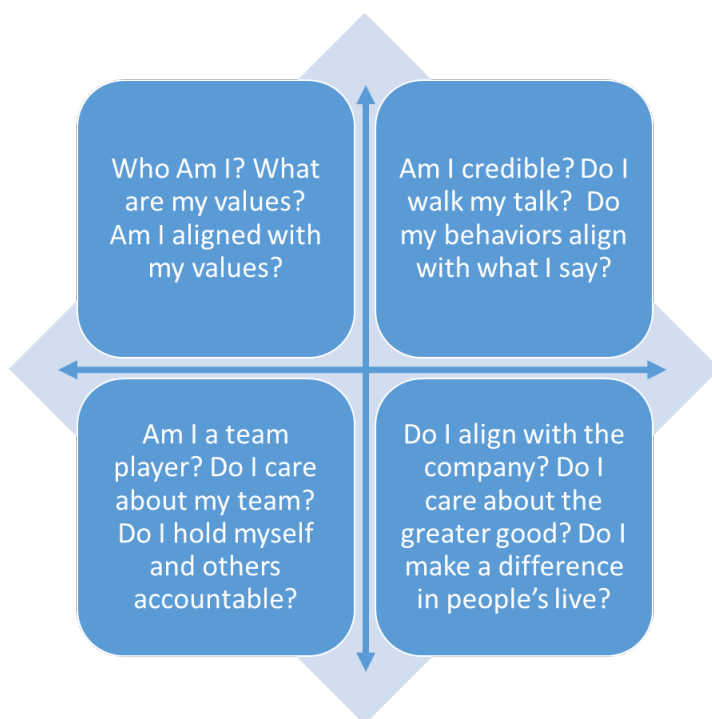 Who Am I? What
are my values?
Am I aligned with
my values?
Am I credible? Do I
walk my talk?  Do
my behaviors align
with what I say?
Am I a team
player? Do I care
about my team?
Do I hold myself
and others
accountable?
Do I align with the
company? Do I
care about the
greater good? Do I
make a difference
in people’s live?